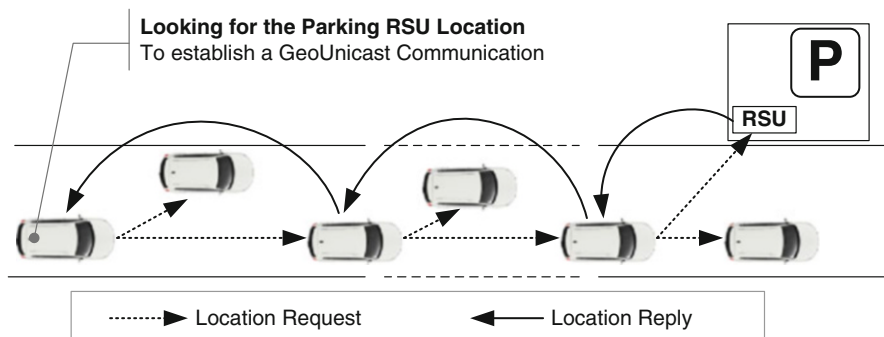 Looking for the Parking RSU Location
To establish a GeoUnicast Communication
P
RSU
Location Request
Location Reply